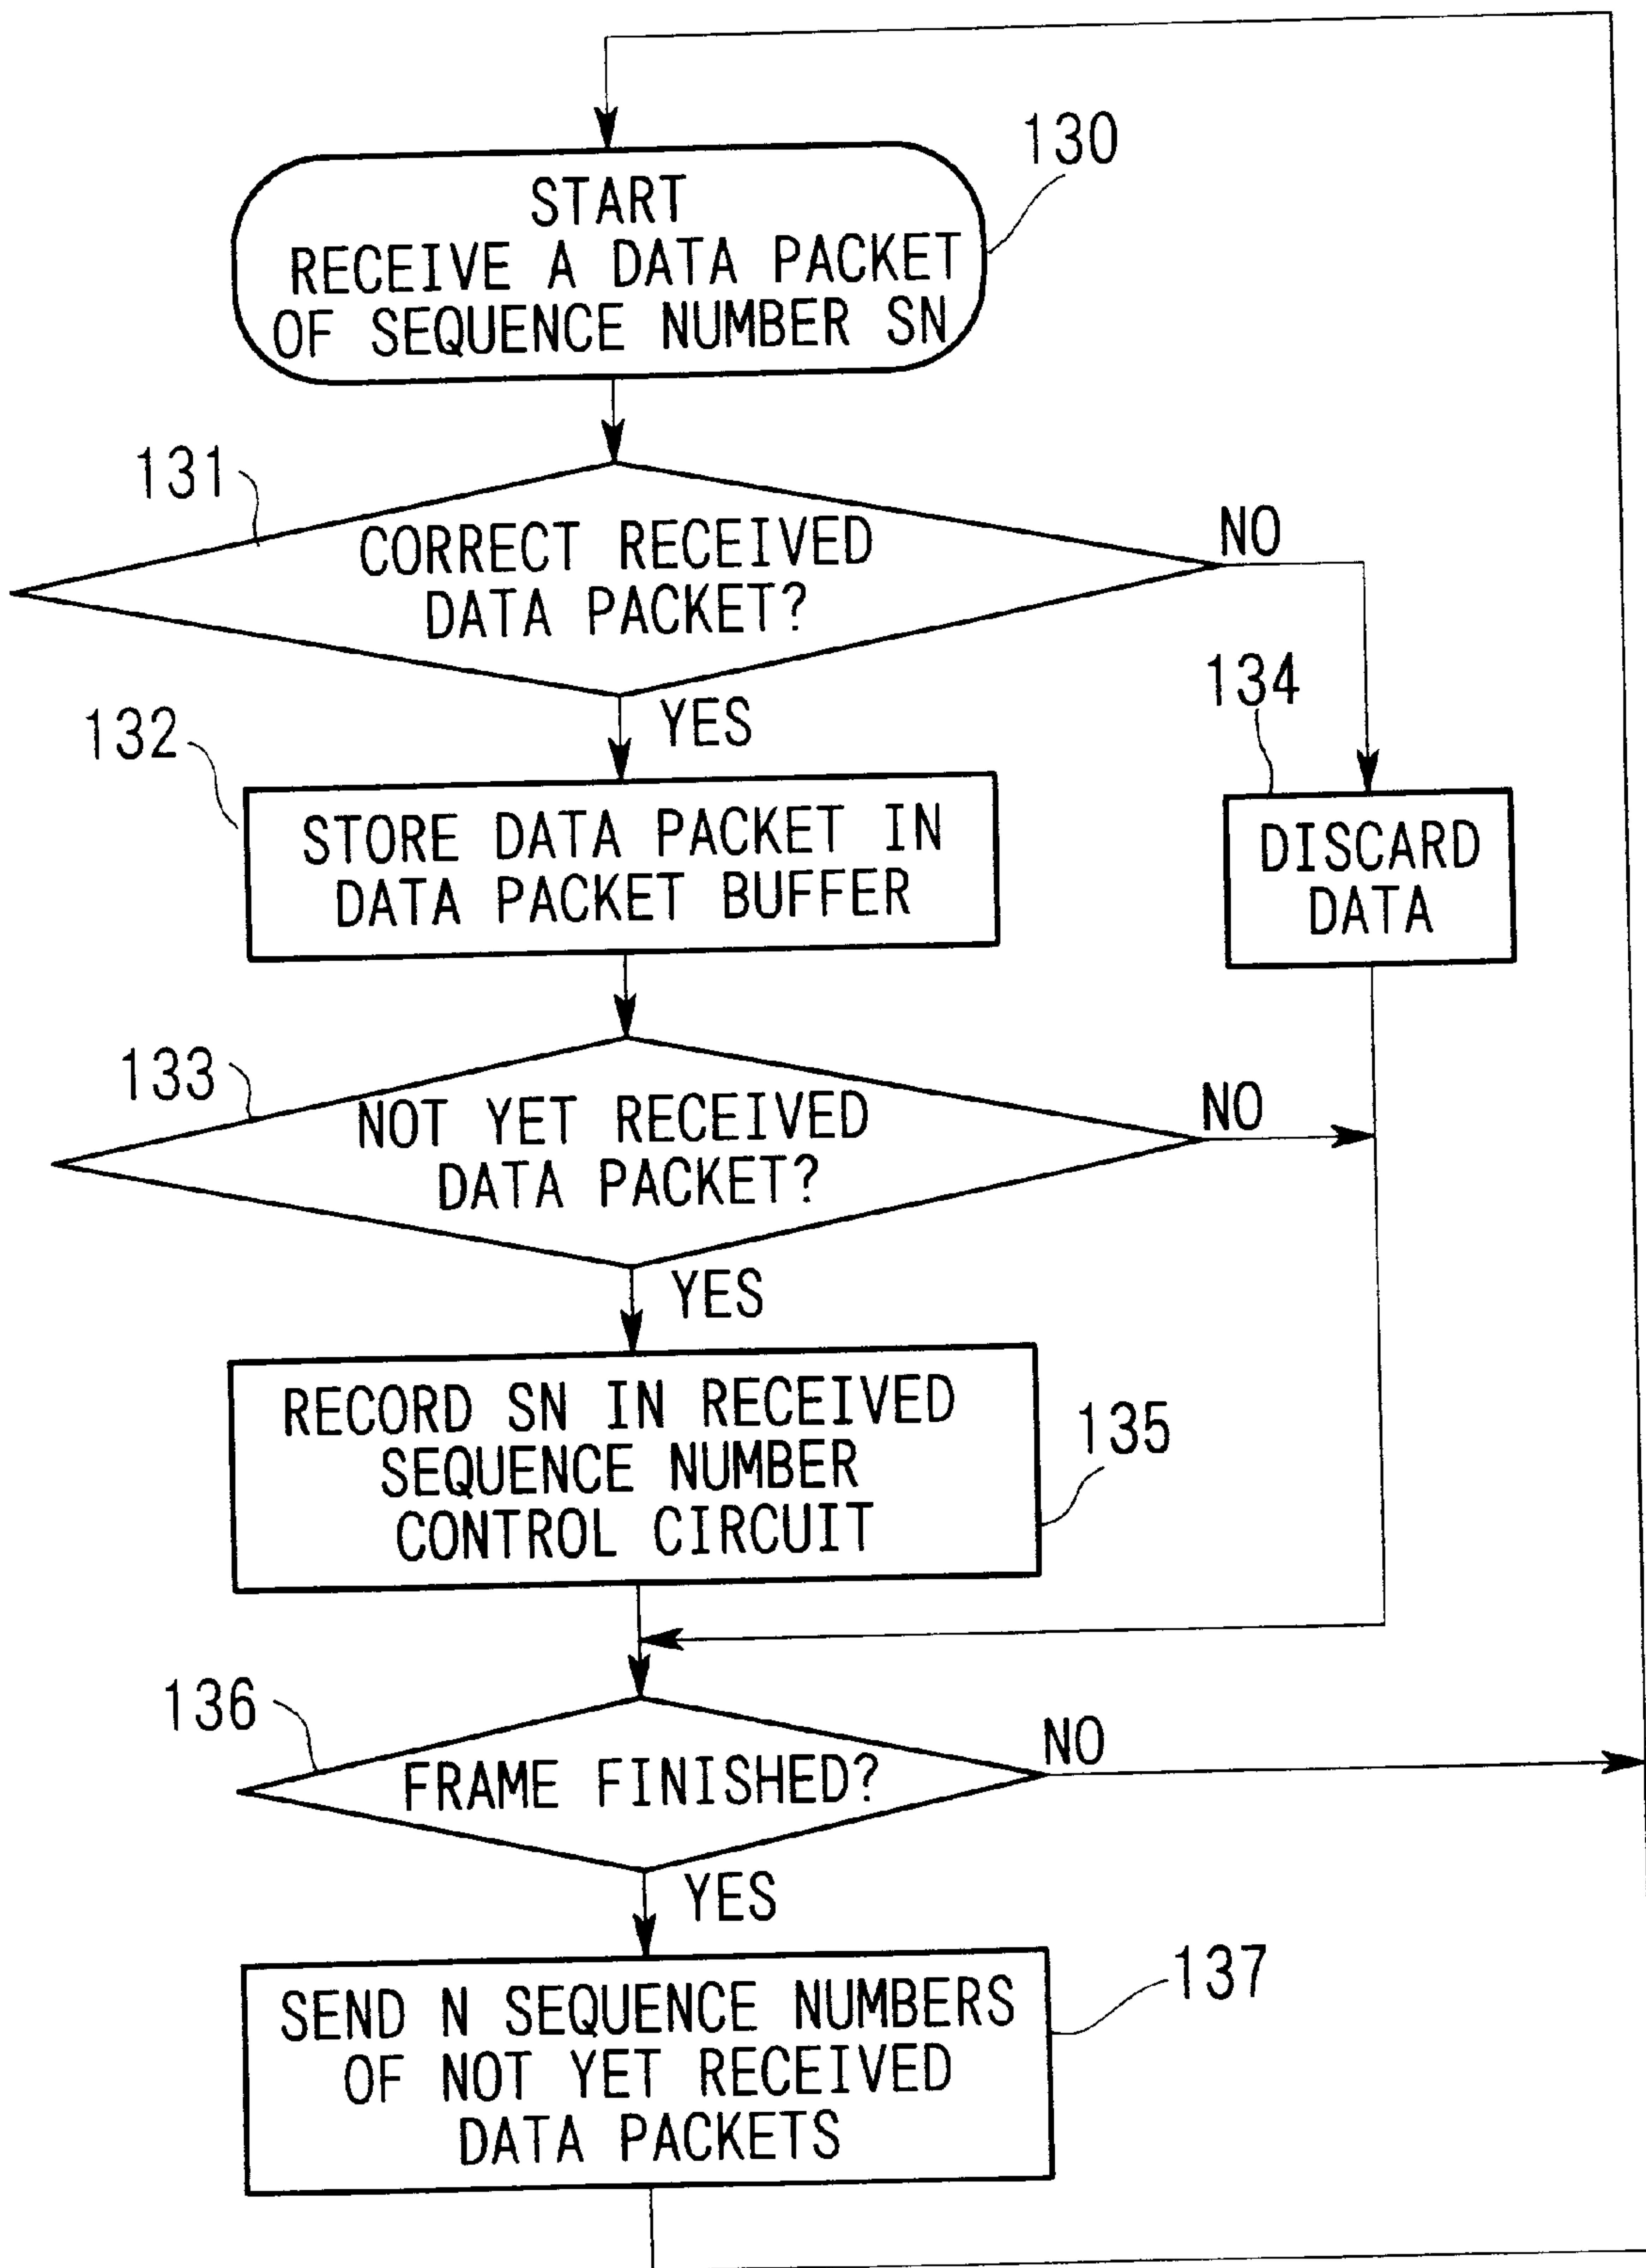 130
START
RECEIVE A DATA PACKET
OF SEQUENCE NUMBER SN
131
CORRECT RECEIVED
DATA PACKET?
NO
YES
134
132
STORE DATA PACKET IN
DATA PACKET BUFFER
DISCARD
DATA
133
NOT YET RECEIVED
DATA PACKET?
NO
YES
RECORD SN IN RECEIVED
SEQUENCE NUMBER
CONTROL CIRCUIT
135
136
FRAME FINISHED?
NO
YES
137
SEND N SEQUENCE NUMBERS
OF NOT YET RECEIVED
DATA PACKETS